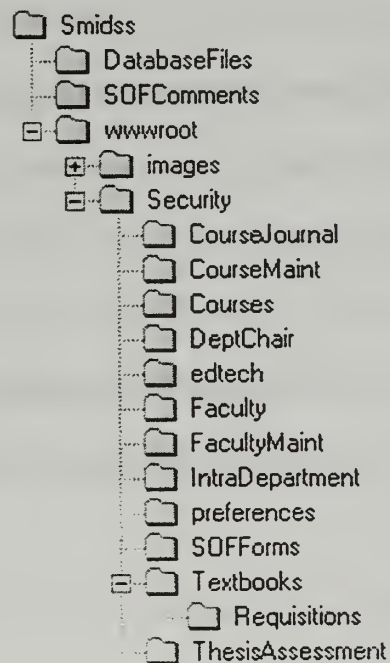 Smidss
DatabaseFiles
SOFComments
wwwroot
images
Security
CourseJournal
CourseMaint
Courses
DeptChair
edtech
Faculty
FacultyMaint
IntraDepartment
preferences
SOFForms
Textbooks
Requisitions
ThesisAssessment